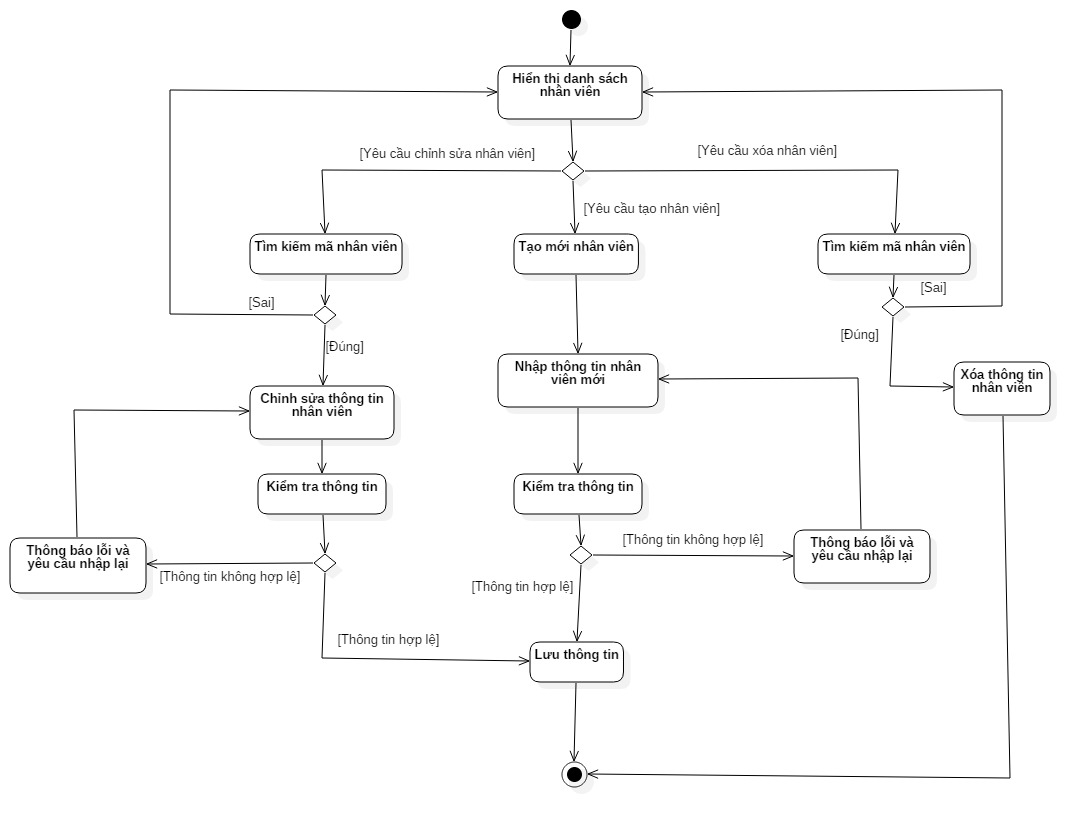 Hiển thị danh sách
nhân viên
[Yêu cầu chỉnh sửa nhân viên]
[Yêu cầu xóa nhân viên]
[Yêu cầu tạo nhân viên]
Tìm kiếm mã nhân viên
Tạo mới nhân viên
Tìm kiếm mã nhân viên
[Sai]
[Sai]
[Đúng]
[Đúng]
Nhập thông tin nhân
viên mới
Xóa thông tin
nhân viên
Chỉnh sửa thông tin
nhân viên
Kiểm tra thông tin
Kiểm tra thông tin
Thông báo lỗi và
yêu cầu nhập lại
[Thông tin không hợp lệ]
[Thông tin không hợp lệ]
Thông báo lỗi và
yêu cầu nhập lại
[Thông tin hợp lệ]
[Thông tin hợp lệ]
Lưu thông tin